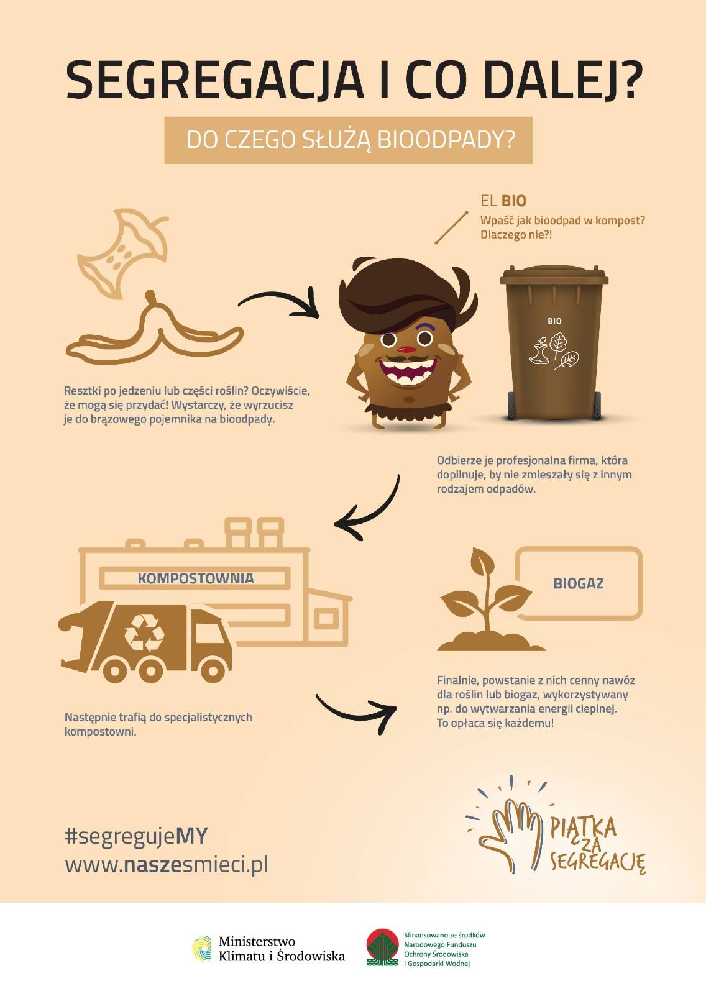 SEGREGACJA I CO DALEJ?
DO CZEGO SŁUŻĄ BIOODPADY?
EL BIO
Wpaść jak bioodpad w kompost?
Dlaczego nie?!
BIO
Resztki po jedzeniu lub części roślin? Oczywiście,
że mogą się przydać! Wystarczy, że wyrzucisz
je do brązowego pojemnika na bioodpady.
Odbierze je profesjonalna firma, która
dopilnuje, by nie zmieszały się z innym
rodzajem odpadów.
KOMPOSTOWNIA
BIOGAZ
Następnie trafią do specjalistycznych
kompostowni.
Finalnie, powstanie z nich cenny nawóz
dla roślin lub biogaz, wykorzystywany
np. do wytwarzania energii cieplnej.
To opłaca się każdemu!
#segregujeMY
www.naszesmieci.pl
PIĄTKA
ZA
SEGREGACJĘ
Ministerstwo
Klimatu i Środowiska
Sfinansowano ze środków
Narodowego Funduszu
Ochrony Środowiska
i Gospodarki Wodnej